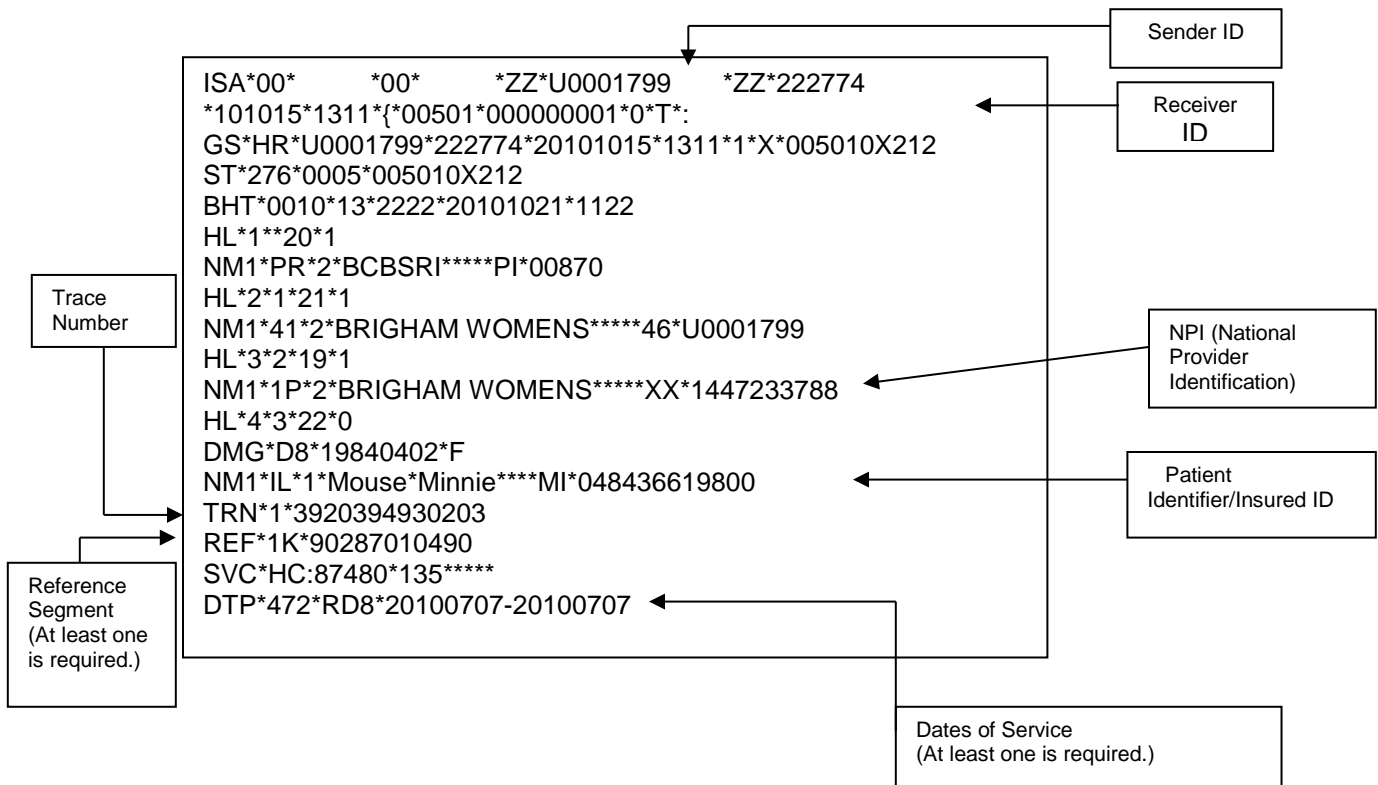 Sender ID
ISA*00* *00* *ZZ*U0001799 *ZZ*222774
*101015*1311*{*00501*000000001*0*T*:
GS*HR*U0001799*222774*20101015*1311*1*X*005010X212
ST*276*0005*005010X212
BHT*0010*13*2222*20101021*1122
HL*1**20*1
NM1*PR*2*BCBSRI*****PI*00870
HL*2*1*21*1
NM1*41*2*BRIGHAM WOMENS*****46*U0001799
HL*3*2*19*1
NM1*1P*2*BRIGHAM WOMENS*****XX*1447233788
HL*4*3*22*0
DMG*D8*19840402*F
NM1*IL*1*Mouse*Minnie****MI*048436619800
TRN*1*3920394930203
REF*1K*90287010490
SVC*HC:87480*135*****
DTP*472*RD8*20100707-20100707
Receiver
ID
Trace
Number
NPI (National
Provider
Identification)
Patient
Identifier/Insured ID
Reference
Segment
(At least one
is required.)
Dates of Service
(At least one is required.)